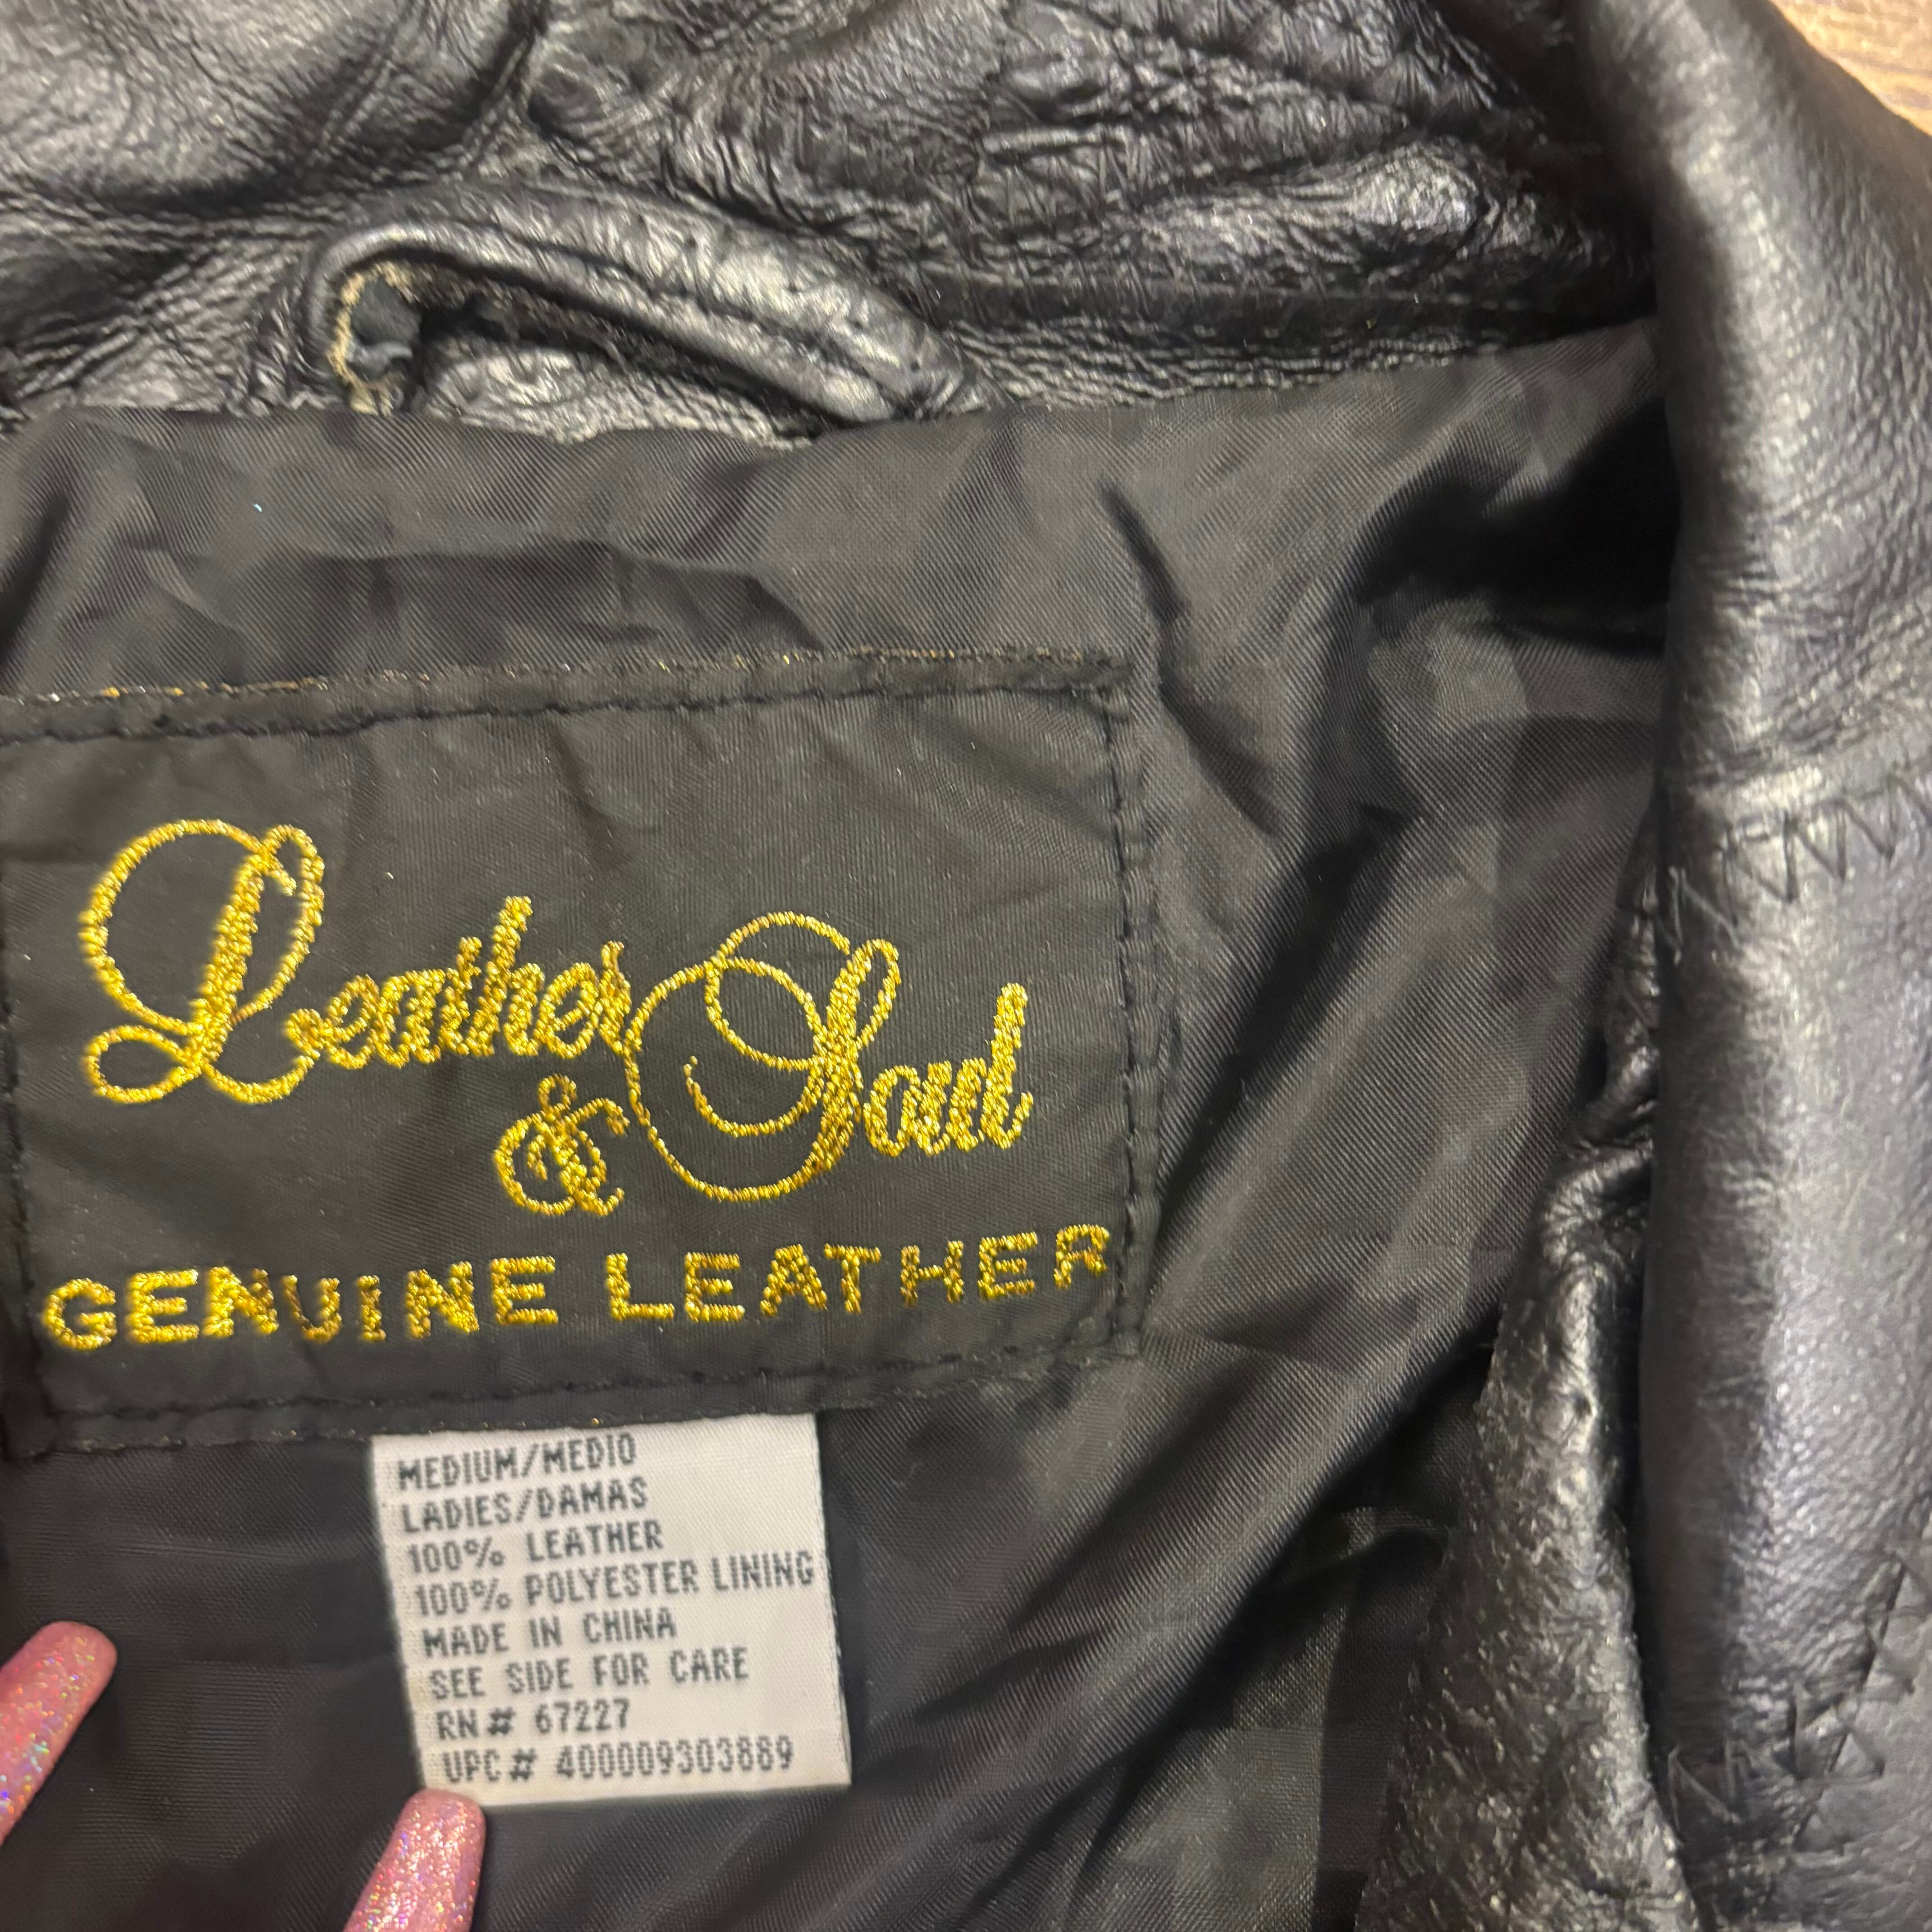 Leather
& Soul
GENUINE LEATHER
MEDIUM/MEDIO
LADIES/DAMAS
100% LEATHER
100% POLYESTER LINING
MADE IN CHINA
SEE SIDE FOR CARE
RN# 67227
UPC# 400009303889